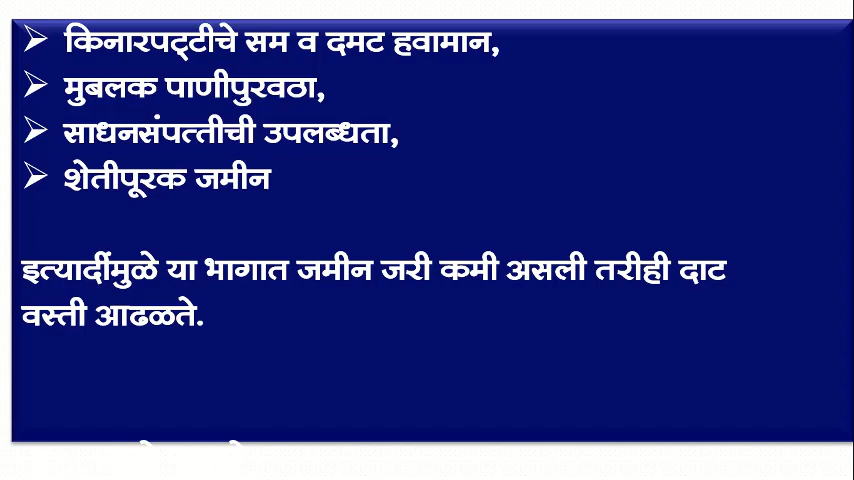 किनारपट्टीचे सम व दमट हवामान,
मुबलक पाणीपुरवठा,
साधनसंपत्तीची उपलब्धता,
शेतीपूरक जमीन
इत्यादींमुळे या भागात जमीन जरी कमी असली तरीही दाट
वस्ती आढळते.